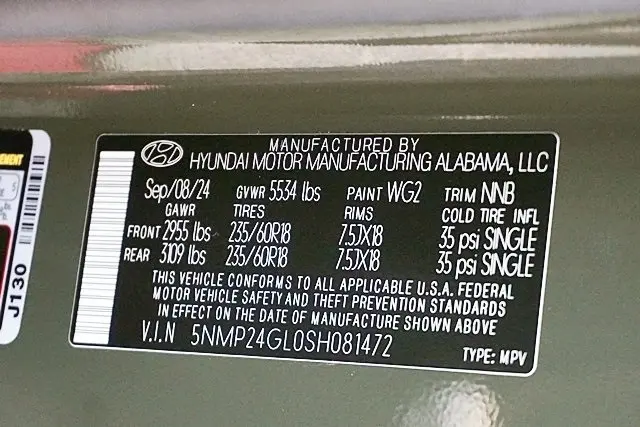 MANUFACTURED BY
HYUNDAI MOTOR MANUFACTURING ALABAMA, LLC
Sep/08/24 GVWR 5534 lbs PAINT WG2 TRIM NNB
GAWR TIRES RIMS COLD TIRE INFL
FRONT 2955 lbs 235/60R18 7.5JX18 35 psi SINGLE
REAR 3109 lbs 235/60R18 7.5JX18 35 psi SINGLE
THIS VEHICLE CONFORMS TO ALL APPLICABLE U.S.A. FEDERAL
MOTOR VEHICLE SAFETY AND THEFT PREVENTION STANDARDS
IN EFFECT ON THE DATE OF MANUFACTURE SHOWN ABOVE
V.I.N 5NMP24GL0SH081472
TYPE: MPV
J130